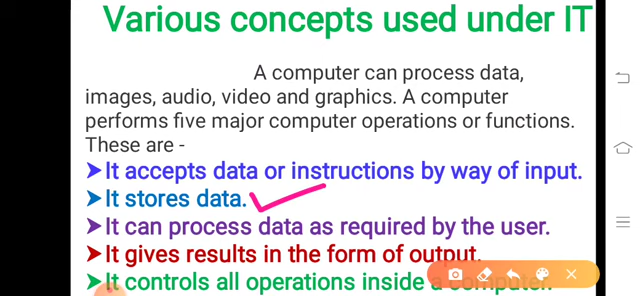 Various concepts used under IT
A computer can process data,
images, audio, video and graphics. A computer
performs five major computer operations or functions.
These are -
➤It accepts data or instructions by way of input.
➤It stores data.
➤It can process data as required by the user.
➤It gives results in the form of output.
➤It controls all operations inside a computer.